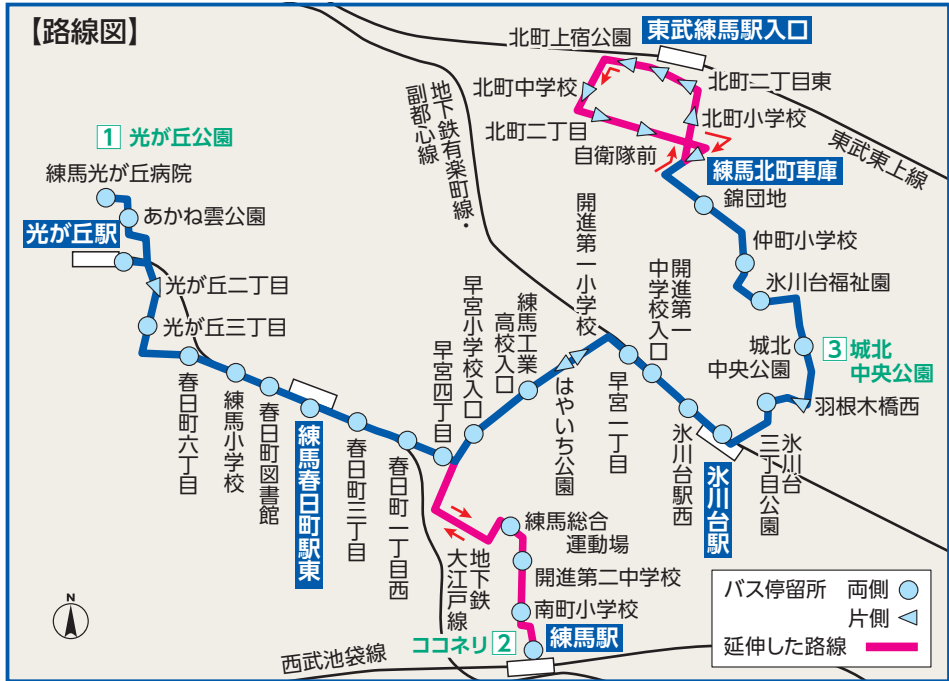 【路線図】
北町上宿公園
東武練馬駅入口
北町中学校
北町二丁目東
北町小学校
北町二丁目
自衛隊前
練馬北町車庫
東武東上線
地下鉄有楽町線・
副都心線
1 光が丘公園
練馬光が丘病院
あかね雲公園
光が丘駅
光が丘二丁目
光が丘三丁目
春日町六丁目
練馬小学校
春日町図書館
練馬春日町駅東
春日町三丁目
春日町一丁目西
早宮四丁目
早宮小学校入口
練馬工業
高校入口
はやいち公園
開進第一小学校
早宮一丁目
開進第一
中学校入口
氷川台駅西
氷川台駅
氷川台
三丁目公園
羽根木橋西
城北
中央公園
3 城北
中央公園
氷川台福祉園
仲町小学校
錦団地
地下鉄
大江戸線
練馬総合
運動場
開進第二中学校
南町小学校
ココネリ 2
練馬駅
西武池袋線
N
バス停留所 両側
片側
延伸した路線